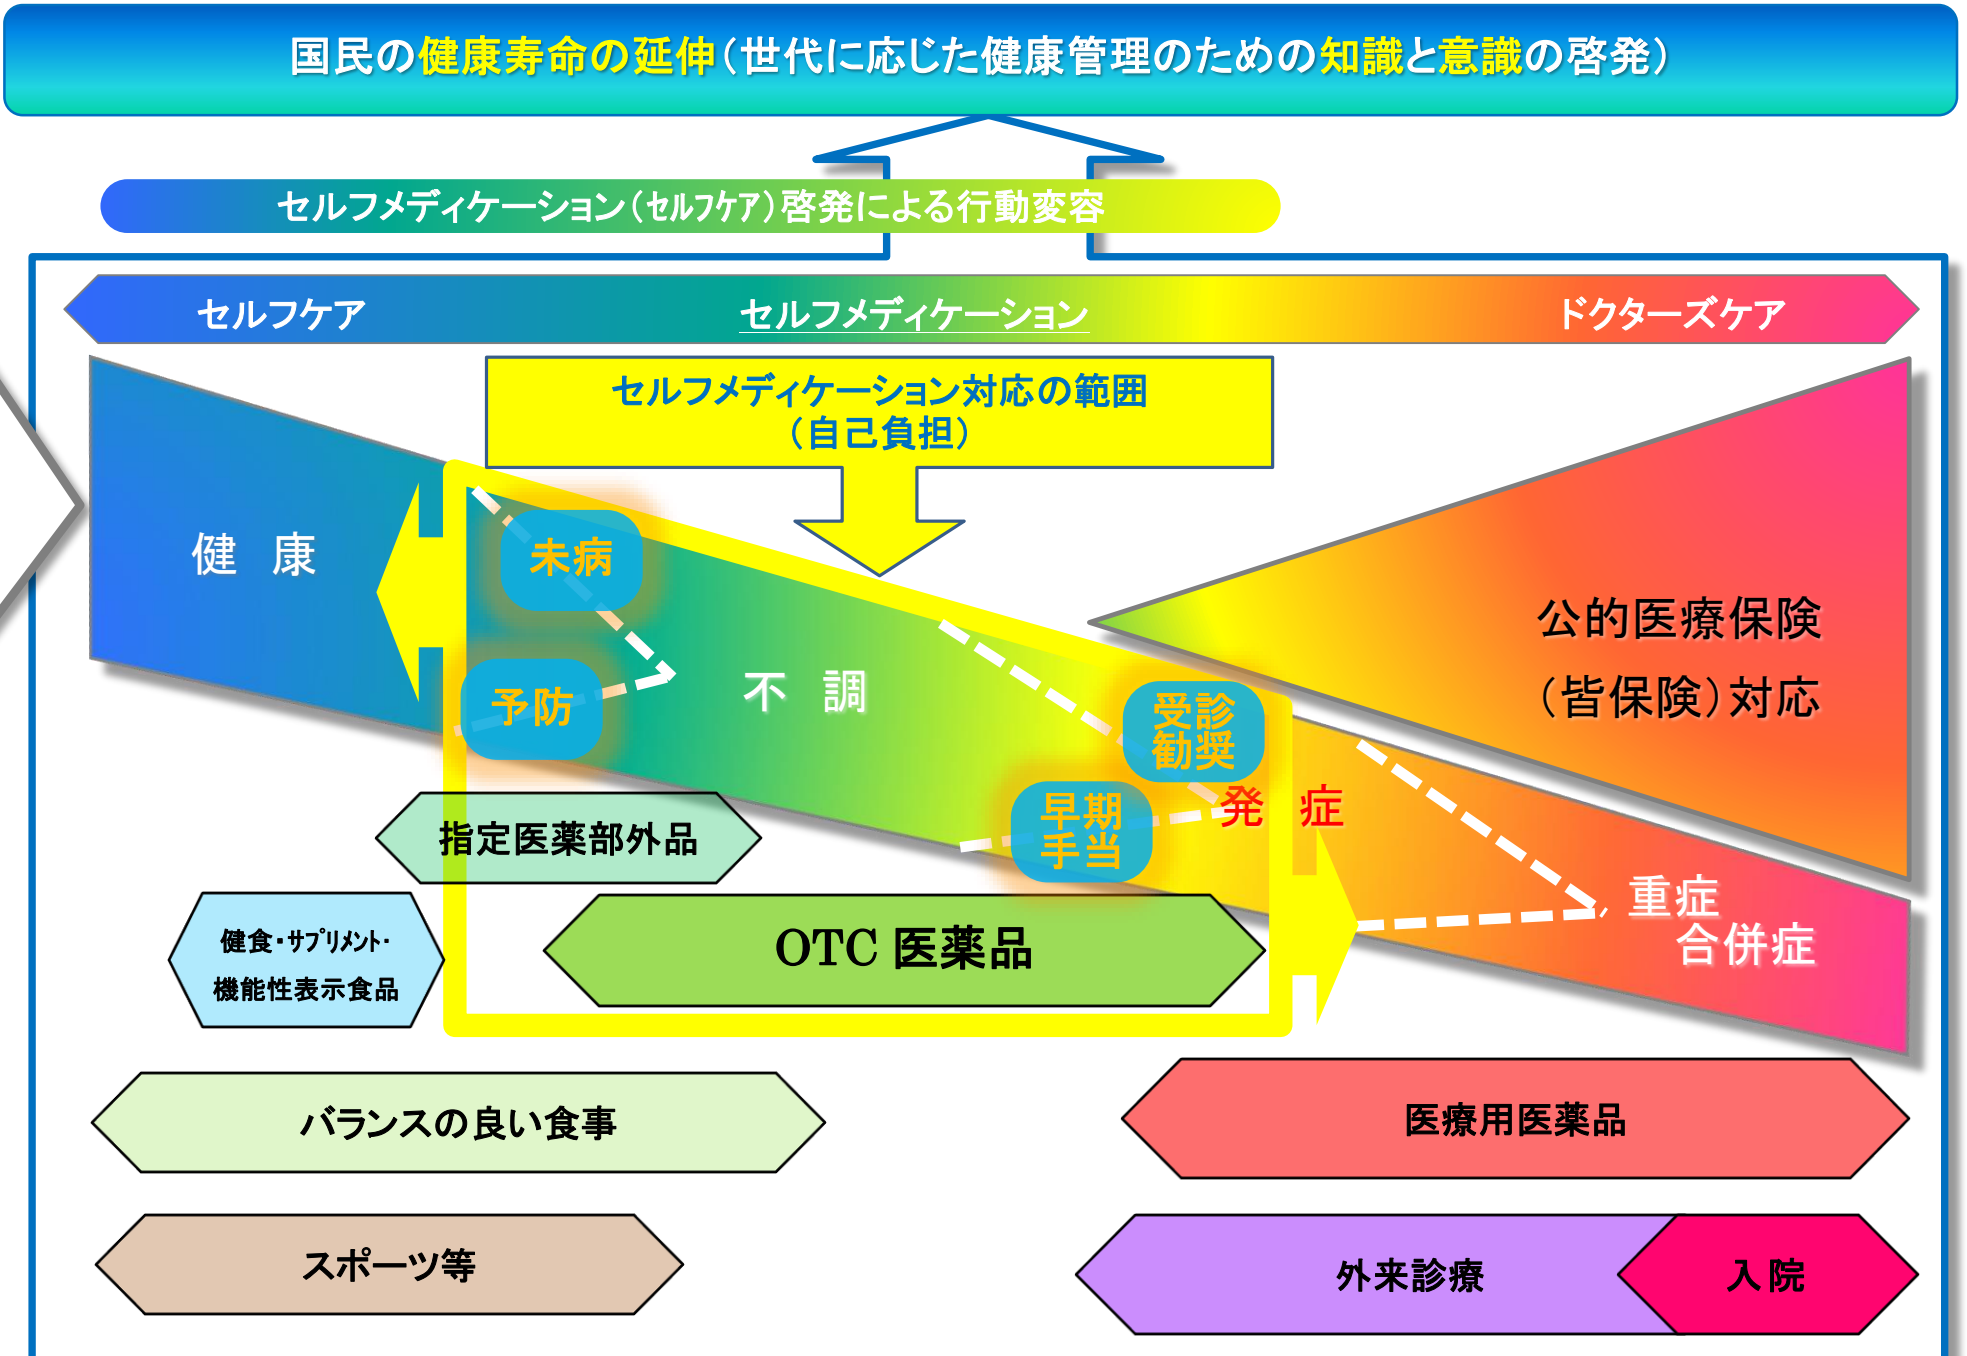 国民の健康寿命の延伸（世代に応じた健康管理のための知識と意識の啓発）
セルフメディケーション（セルフケア）啓発による行動変容
セルフケア
セルフメディケーション
ドクターズケア
セルフメディケーション対応の範囲
（自己負担）
健　康
未病
予防
不　調
受診
勧奨
早期
手当
発　症
公的医療保険
（皆保険）対応
重症
合併症
指定医薬部外品
健食・サプリメント・
機能性表示食品
OTC 医薬品
バランスの良い食事
医療用医薬品
スポーツ等
外来診療
入院